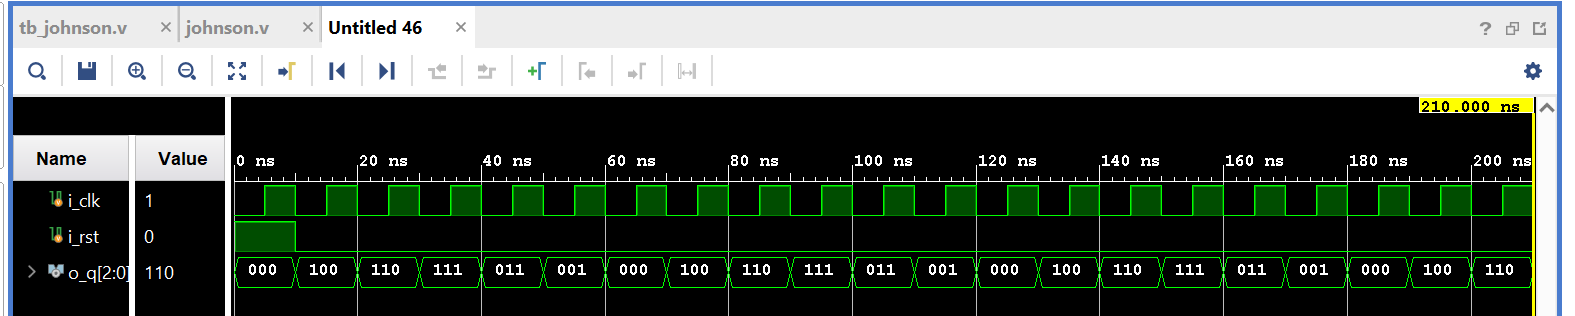 tb_johnson.v × johnson.v × Untitled 46 × ?
210.000 ns
Name Value 0 ns 20 ns 40 ns 60 ns 80 ns 100 ns 120 ns 140 ns 160 ns 180 ns 200 ns
i_clk 1
i_rst 0
o_q[2:0] 110 000 100 110 111 011 001 000 100 110 111 011 001 000 100 110 111 011 001 000 100 110